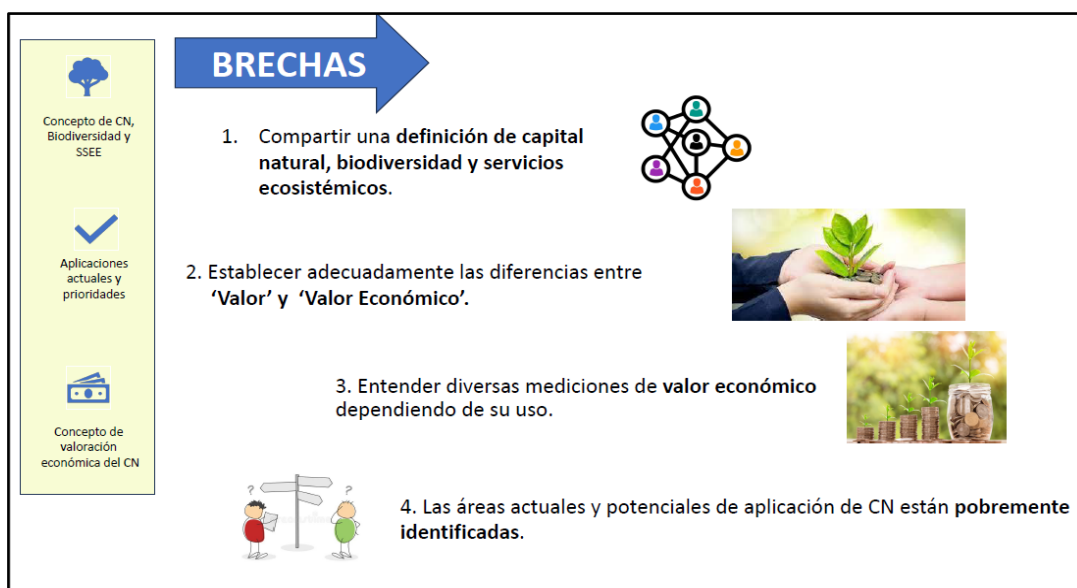 Concepto de CN,
Biodiversidad y
SSEE
Aplicaciones
actuales y
prioridades
Concepto de
valoración
económica del CN
BRECHAS
1. Compartir una definición de capital
natural, biodiversidad y servicios
ecosistémicos.
2. Establecer adecuadamente las diferencias entre
‘Valor’ y ‘Valor Económico’.
3. Entender diversas mediciones de valor económico
dependiendo de su uso.
? ?
4. Las áreas actuales y potenciales de aplicación de CN están pobremente
identificadas.